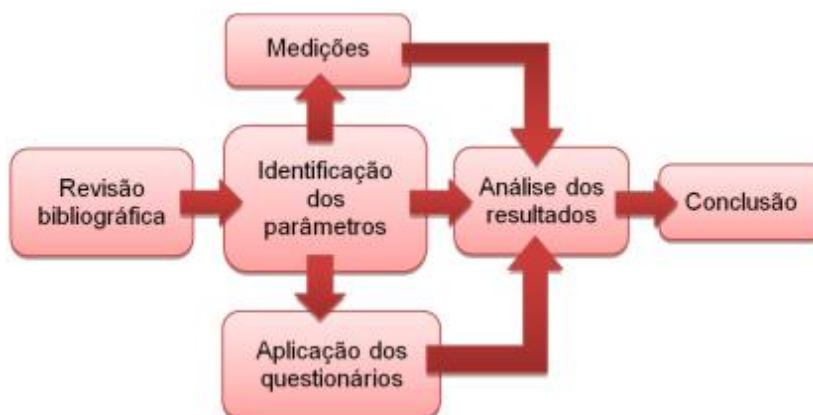 Medições
Revisão
bibliográfica
Identificação
dos
parâmetros
Análise dos
resultados
Conclusão
Aplicação dos
questionários